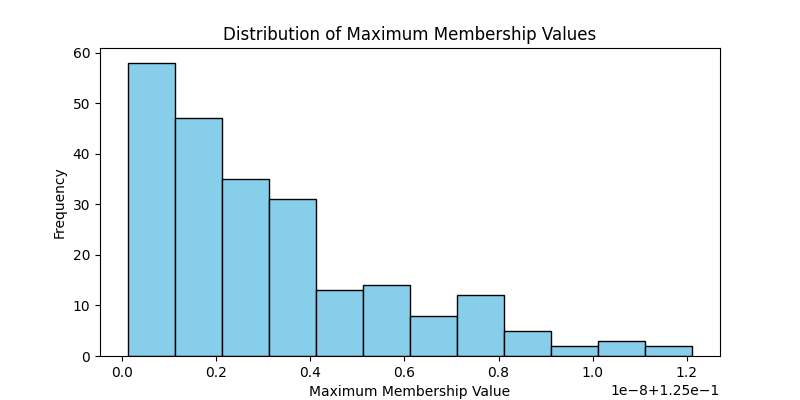 Distribution of Maximum Membership Values
Frequency
60
50
40
30
20
10
0
0.0 0.2 0.4 0.6 0.8 1.0 1.2
Maximum Membership Value
1e−8+1.25e−1